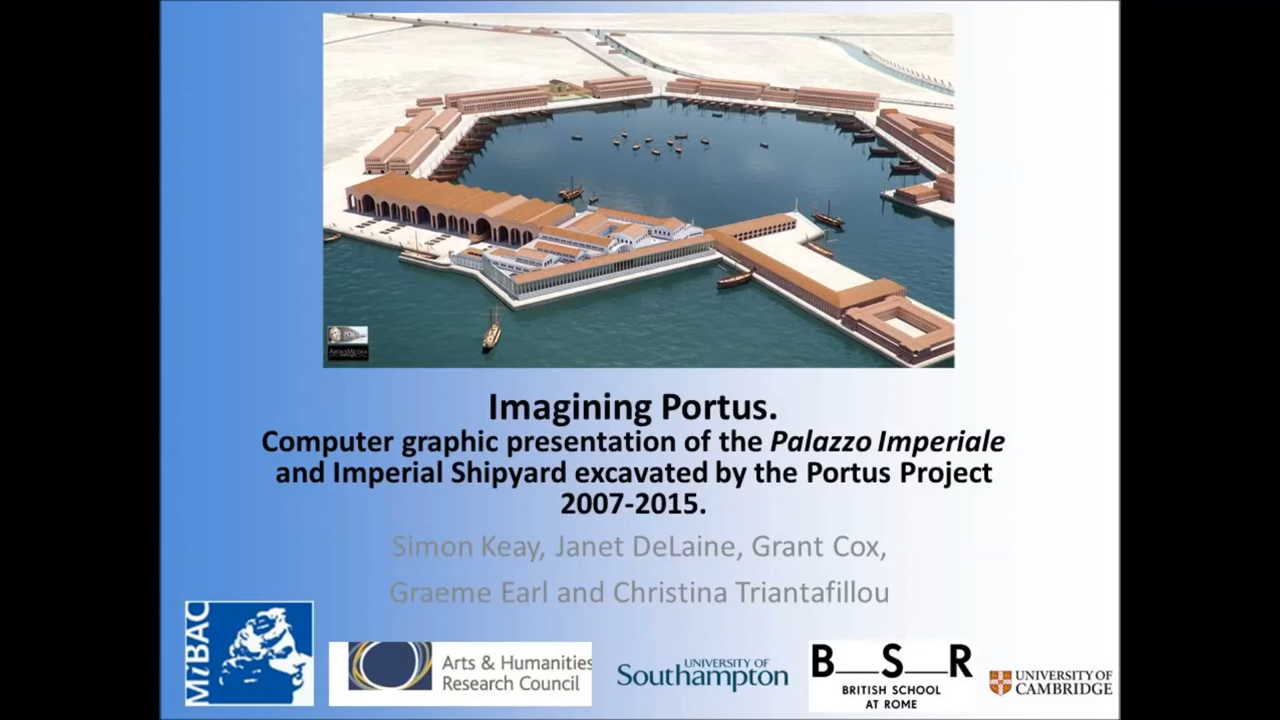 ARTASMEDIA
Imagining Portus.
Computer graphic presentation of the Palazzo Imperiale
and Imperial Shipyard excavated by the Portus Project
2007-2015.
Simon Keay, Janet DeLaine, Grant Cox,
Graeme Earl and Christina Triantafillou
MiBAC
Arts & Humanities
Research Council
UNIVERSITY OF
Southampton
B__S__R
BRITISH SCHOOL
AT ROME
UNIVERSITY OF
CAMBRIDGE